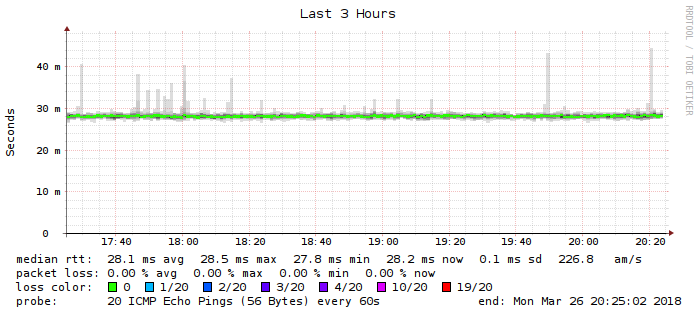 Last 3 Hours
RRDTOOL / TOBI OETIKER
Seconds
40 m
30 m
20 m
10 m
0
17:40 18:00 18:20 18:40 19:00 19:20 19:40 20:00 20:20
median rtt: 28.1 ms avg 28.5 ms max 27.8 ms min 28.2 ms now 0.1 ms sd 226.8 am/s
packet loss: 0.00 % avg 0.00 % max 0.00 % min 0.00 % now
loss color: 0 1/20 2/20 3/20 4/20 10/20 19/20
probe: 20 ICMP Echo Pings (56 Bytes) every 60s end: Mon Mar 26 20:25:02 2018